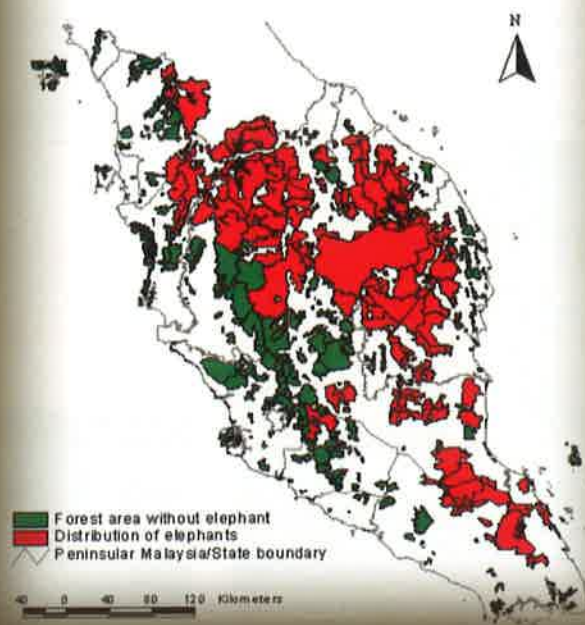 N
Forest area without elephant
Distribution of elephants
Peninsular Malaysia/State boundary
40 0 40 80 120 Kilometers